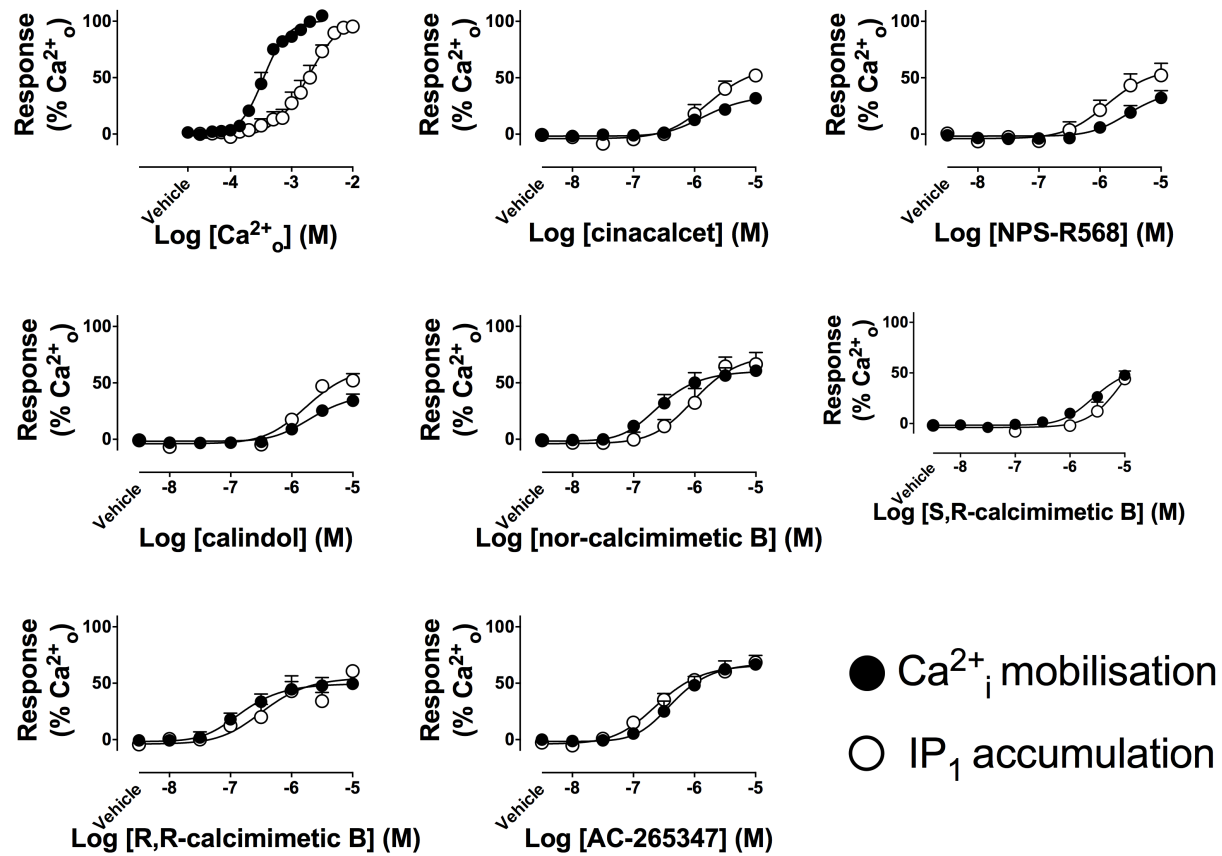 Response
(% Ca2+o)
100
50
0
Vehicle
-4
-3
-2
Log [Ca2+o] (M)
Response
(% Ca2+o)
100
50
0
Vehicle
-8
-7
-6
-5
Log [cinacalcet] (M)
Response
(% Ca2+o)
100
50
0
Vehicle
-8
-7
-6
-5
Log [NPS-R568] (M)
Response
(% Ca2+o)
100
50
0
Vehicle
-8
-7
-6
-5
Log [calindol] (M)
Response
(% Ca2+o)
100
50
0
Vehicle
-8
-7
-6
-5
Log [nor-calcimimetic B] (M)
Response
(% Ca2+o)
100
50
0
Vehicle
-8
-7
-6
-5
Log [S,R-calcimimetic B] (M)
Response
(% Ca2+o)
100
50
0
Vehicle
-8
-7
-6
-5
Log [R,R-calcimimetic B] (M)
Response
(% Ca2+o)
100
50
0
Vehicle
-8
-7
-6
-5
Log [AC-265347] (M)
Ca2+i mobilisation
IP1 accumulation